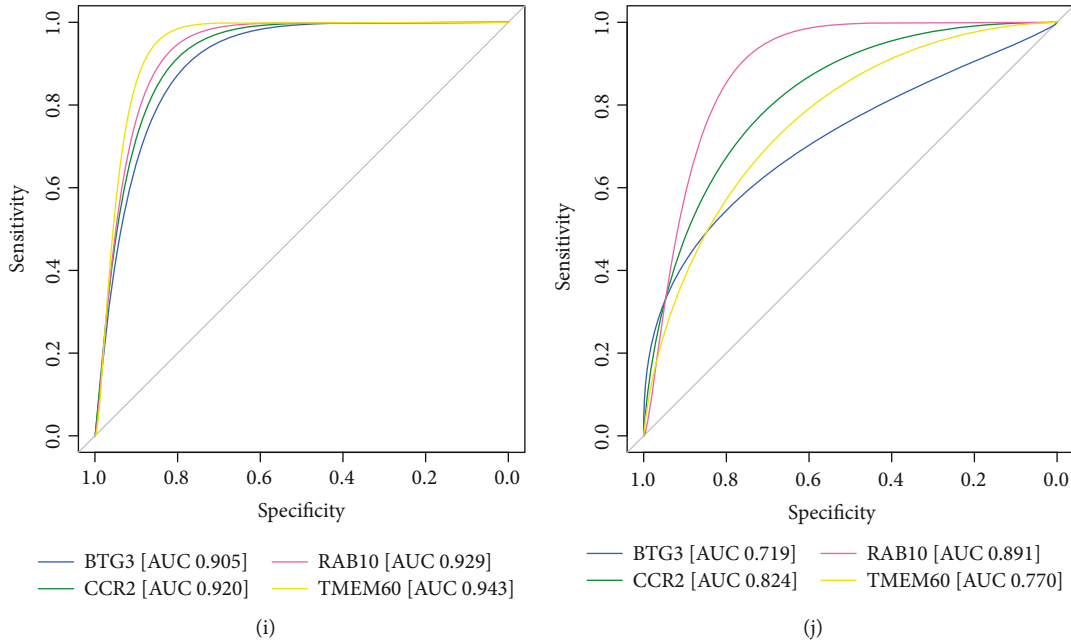 1.0
0.8
0.6
0.4
0.2
0.0
Sensitivity
1.0 0.8 0.6 0.4 0.2 0.0
Specificity
BTG3 [AUC 0.905] RAB10 [AUC 0.929]
CCR2 [AUC 0.920] TMEM60 [AUC 0.943]
(i)
1.0
0.8
0.6
0.4
0.2
0.0
Sensitivity
1.0 0.8 0.6 0.4 0.2 0.0
Specificity
BTG3 [AUC 0.719] RAB10 [AUC 0.891]
CCR2 [AUC 0.824] TMEM60 [AUC 0.770]
(j)